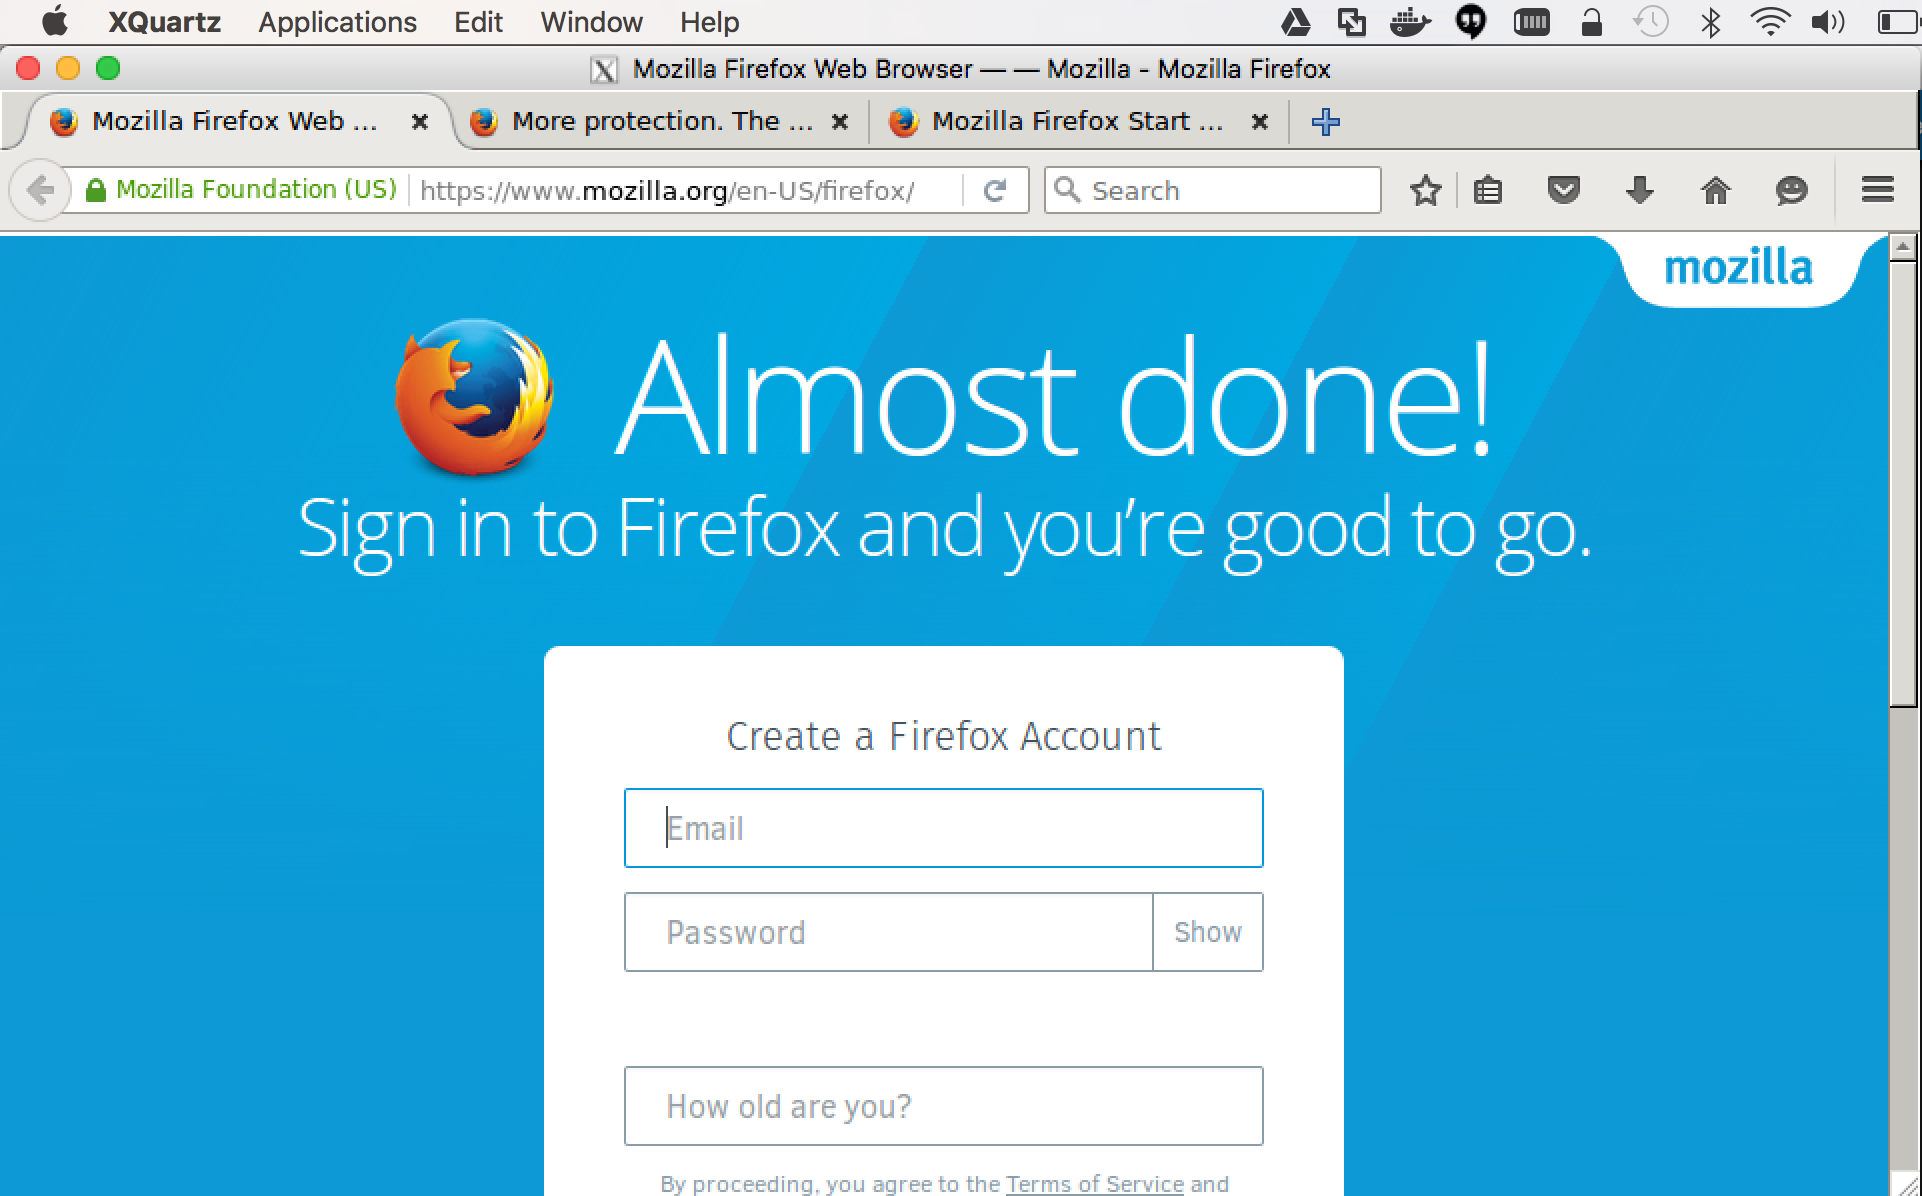 XQuartz Applications Edit Window Help
Mozilla Firefox Web Browser — — Mozilla - Mozilla Firefox
Mozilla Firefox Web ... More protection. The ... Mozilla Firefox Start ...
Mozilla Foundation (US) https://www.mozilla.org/en-US/firefox/ Search
mozilla
Almost done!
Sign in to Firefox and you’re good to go.
Create a Firefox Account
Email
Password Show
How old are you?
By proceeding, you agree to the Terms of Service and